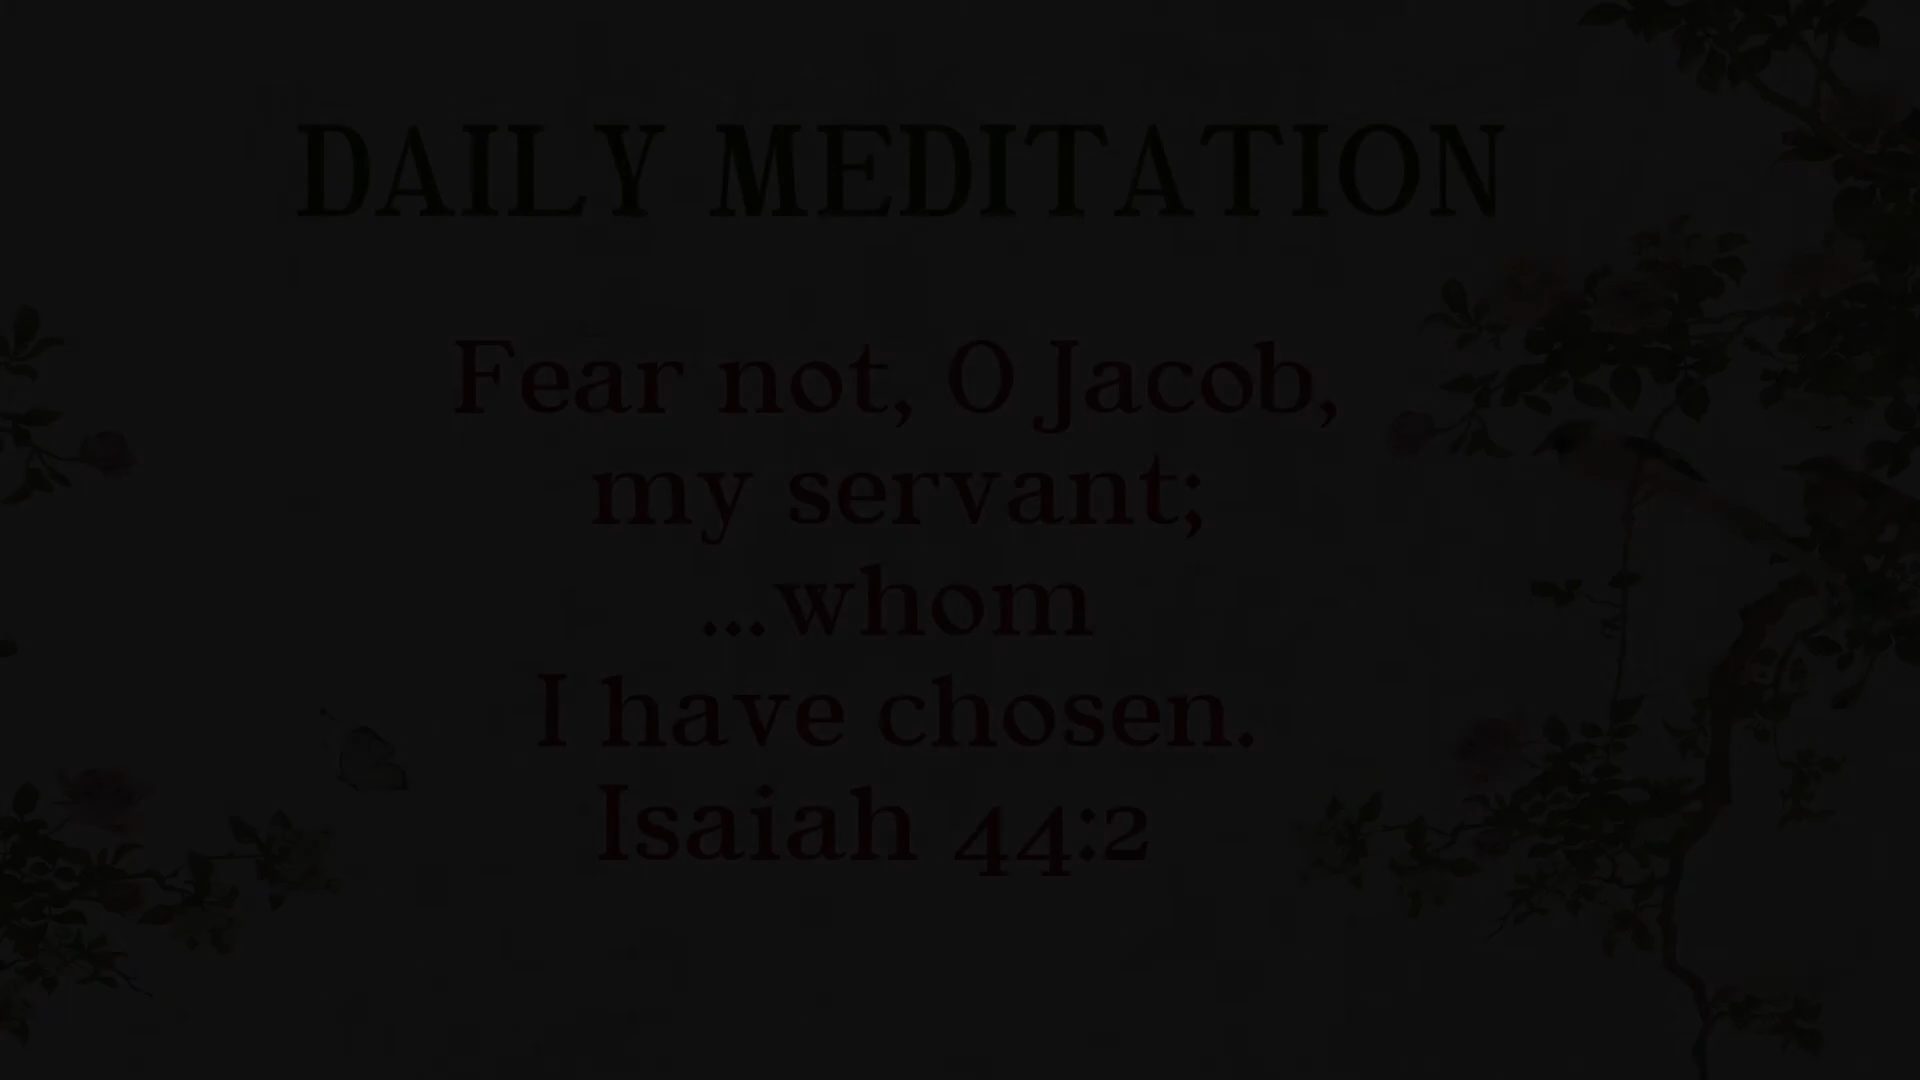 DAILY MEDITATION
Fear not, O Jacob,
my servant;
...whom
I have chosen.
Isaiah 44:2